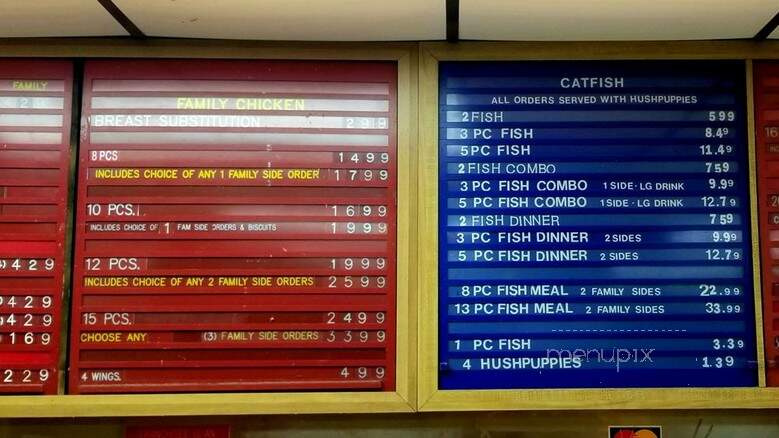 FAMILY
2
9429
9429
9429
169
229
FAMILY CHICKEN
BREAST SUBSTITUTION 299
8 PCS 1499
INCLUDES CHOICE OF ANY 1 FAMILY SIDE ORDER 1799
10 PCS. 1699
INCLUDES CHOICE OF 1 FAM SIDE ORDERS & BISCUITS 1999
12 PCS. 1999
INCLUDES CHOICE OF ANY 2 FAMILY SIDE ORDERS 2599
15 PCS. 2499
CHOOSE ANY (3) FAMILY SIDE ORDERS 3399
4 WINGS. 499
CATFISH
ALL ORDERS SERVED WITH HUSHPUPPIES
2 FISH 599
3 PC FISH 8.49
5 PC FISH 11.49
2 FISH COMBO 759
3 PC FISH COMBO 1 SIDE - LG DRINK 9.99
5 PC FISH COMBO 1 SIDE - LG DRINK 12.79
2 FISH DINNER 759
3 PC FISH DINNER 2 SIDES 9.99
5 PC FISH DINNER 2 SIDES 12.79
8 PC FISH MEAL 2 FAMILY SIDES 22.99
13 PC FISH MEAL 2 FAMILY SIDES 33.99
1 PC FISH 3.39
4 HUSHPUPPIES 1.39
menupix